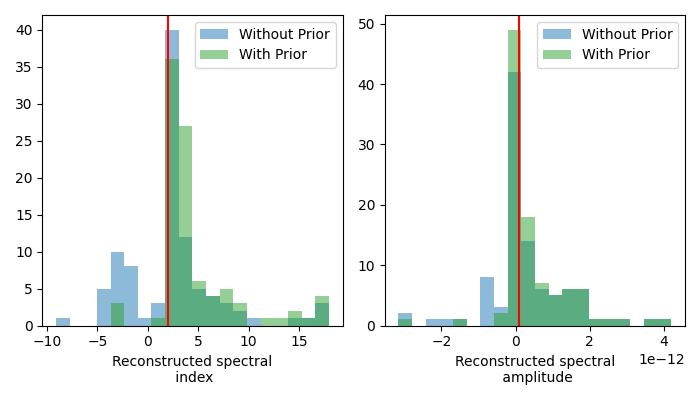 Without Prior
With Prior
40
35
30
25
20
15
10
5
0
−10
−5
0
5
10
15
Reconstructed spectral
index
Without Prior
With Prior
50
40
30
20
10
0
−2
0
2
4
1e−12
Reconstructed spectral
amplitude